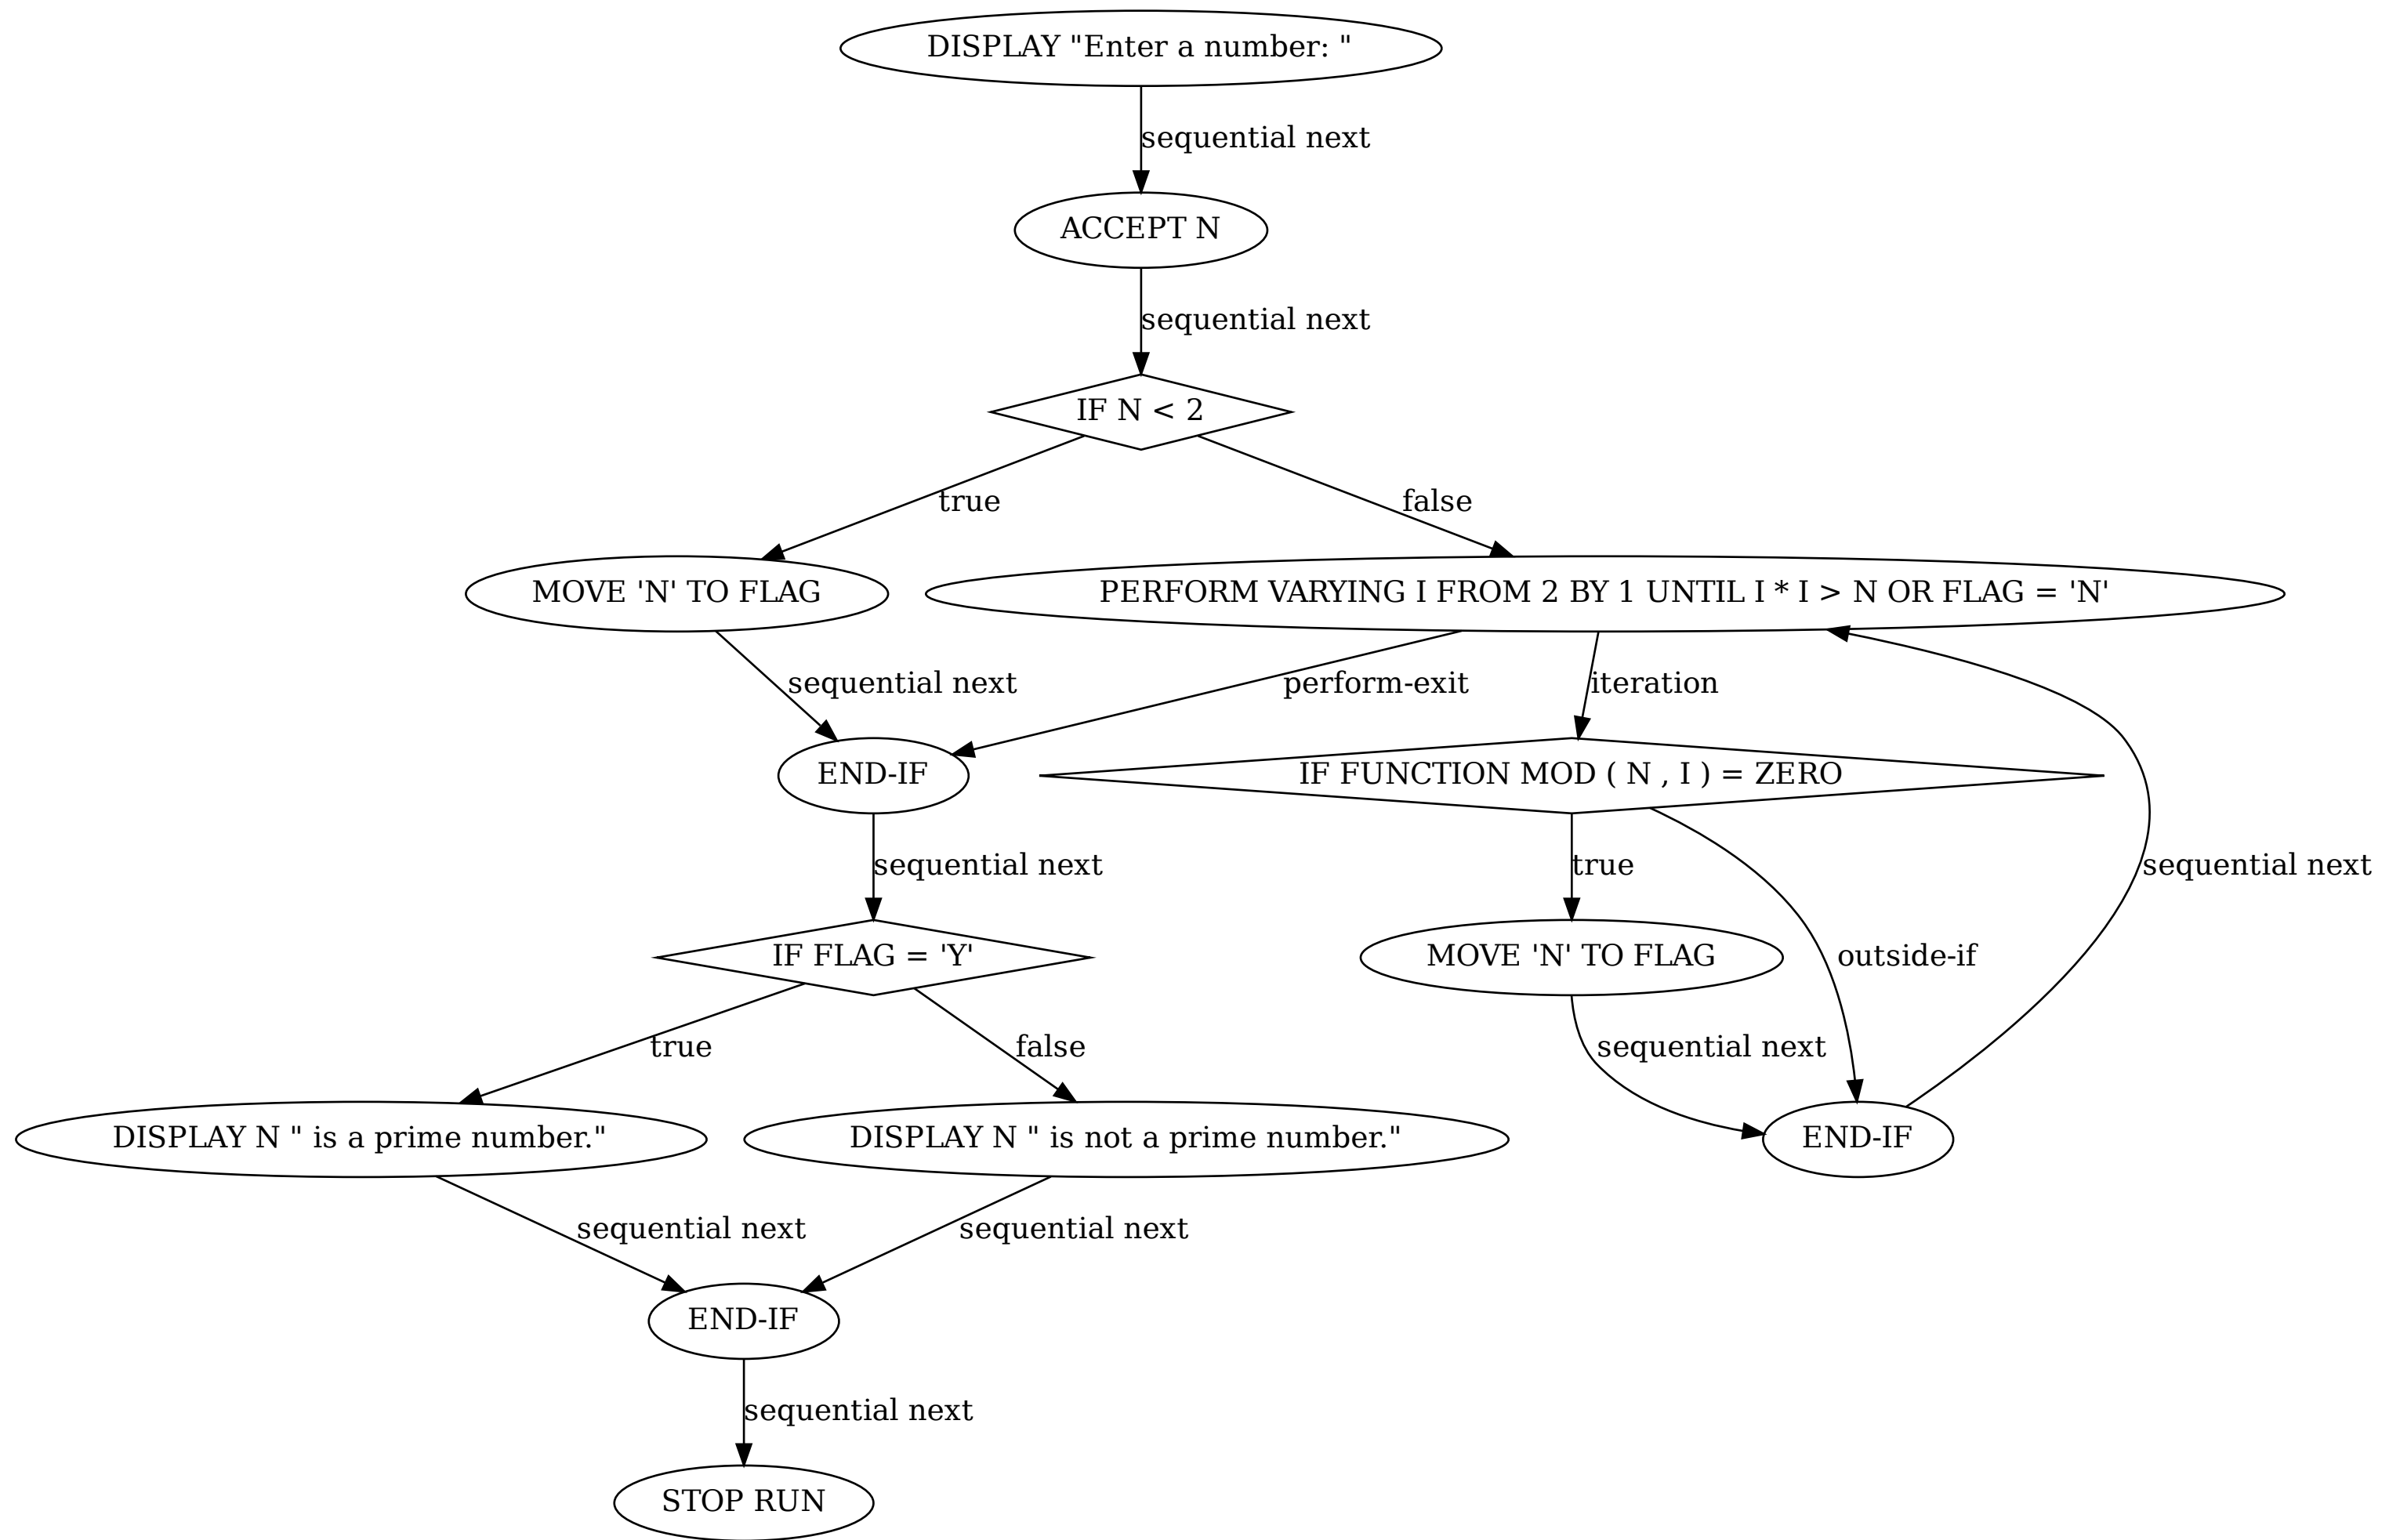 DISPLAY "Enter a number: "
sequential next
ACCEPT N
sequential next
IF N < 2
true
false
MOVE 'N' TO FLAG
PERFORM VARYING I FROM 2 BY 1 UNTIL I * I > N OR FLAG = 'N'
sequential next
perform-exit
iteration
END-IF
IF FUNCTION MOD ( N , I ) = ZERO
sequential next
true
sequential next
IF FLAG = 'Y'
MOVE 'N' TO FLAG
outside-if
true
false
sequential next
DISPLAY N " is a prime number."
DISPLAY N " is not a prime number."
END-IF
sequential next
sequential next
END-IF
sequential next
STOP RUN